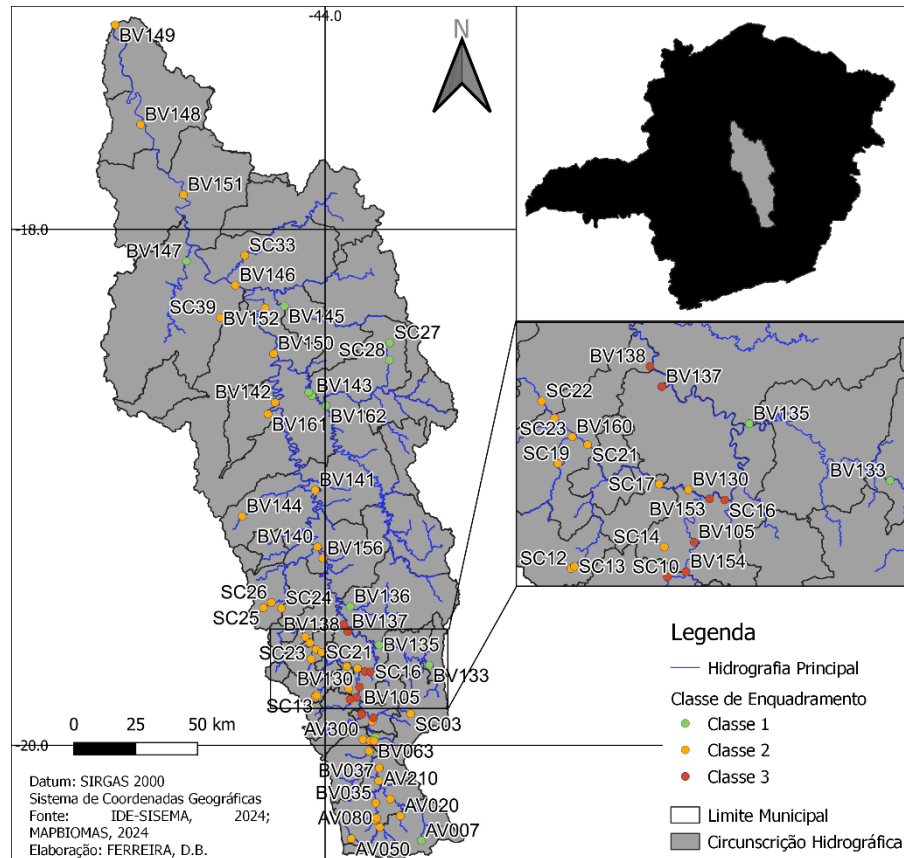 -44.0
BV149
N
BV148
BV151
-18.0
BV147
SC33
BV146
SC39
BV152
BV145
SC27
BV150
SC28
BV143
BV142
BV162
BV161
BV141
BV144
BV140
BV156
SC26
SC24
SC25
BV136
BV138
BV137
SC23
SC21
BV135
BV130
SC16
BV133
SC13
BV105
SC03
AV300
-20.0
BV063
BV037
AV210
BV035
AV020
AV080
AV007
AV050
0 25 50 km
Datum: SIRGAS 2000
Sistema de Coordenadas Geográficas
Fonte: IDE-SISEMA, 2024;
MAPBIOMAS, 2024
Elaboração: FERREIRA, D.B.
BV138
BV137
SC22
BV135
SC23
BV160
SC19
SC21
BV133
SC17
BV130
BV153
SC16
BV105
SC14
SC12
SC13
SC10
BV154
Legenda
Hidrografia Principal
Classe de Enquadramento
Classe 1
Classe 2
Classe 3
Limite Municipal
Circunscrição Hidrográfica